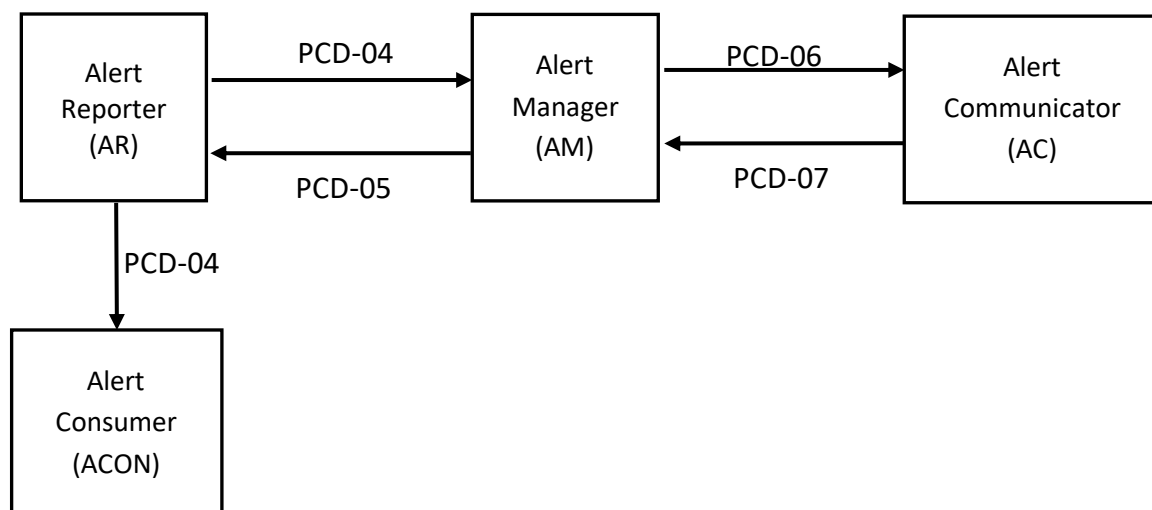 Alert
Reporter
(AR)
PCD-04
PCD-05
Alert
Manager
(AM)
PCD-06
PCD-07
Alert
Communicator
(AC)
PCD-04
Alert
Consumer
(ACON)